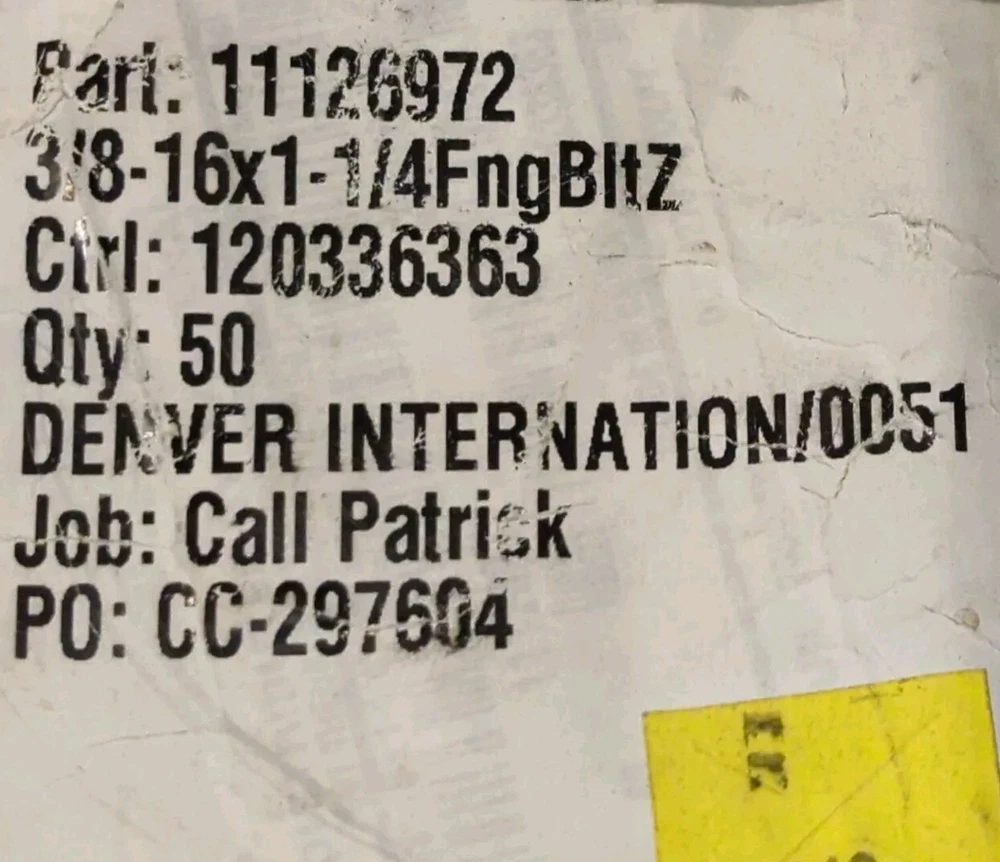 Part: 11126972
3/8-16x1-1/4FngBltZ
Ctrl: 120336363
Qty: 50
DENVER INTERNATION/0051
Job: Call Patrick
PO: CC-297604